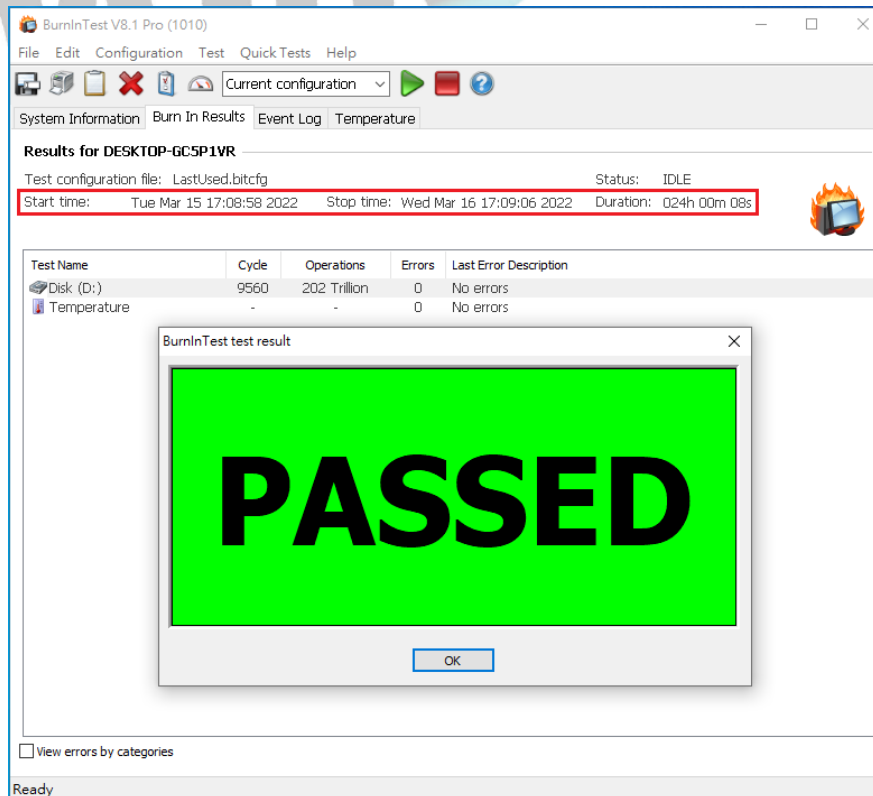 BurnInTest V8.1 Pro (1010)
File Edit Configuration Test Quick Tests Help
Current configuration
System Information Burn In Results Event Log Temperature
Results for DESKTOP-GC5P1VR
Test configuration file: LastUsed.bitcfg Status: IDLE
Start time: Tue Mar 15 17:08:58 2022 Stop time: Wed Mar 16 17:09:06 2022 Duration: 024h 00m 08s
Test Name Cycle Operations Errors Last Error Description
Disk (D:) 9560 202 Trillion 0 No errors
Temperature - - 0 No errors
BurnInTest test result
PASSED
OK
View errors by categories
Ready